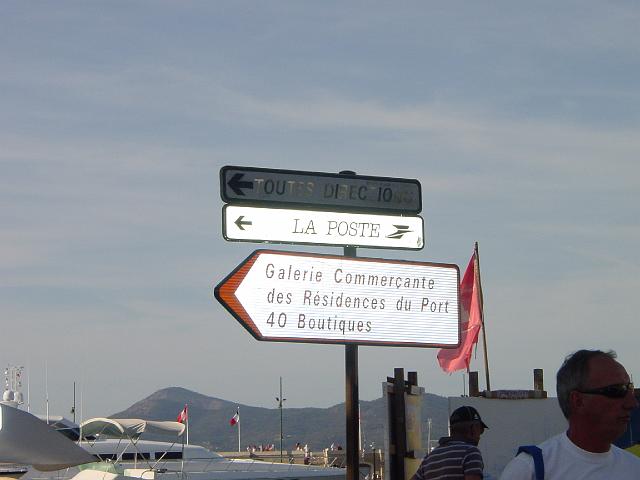 TOUTES DIRECTIONS
LA POSTE
Galerie Commerçante
des Résidences du Port
40 Boutiques